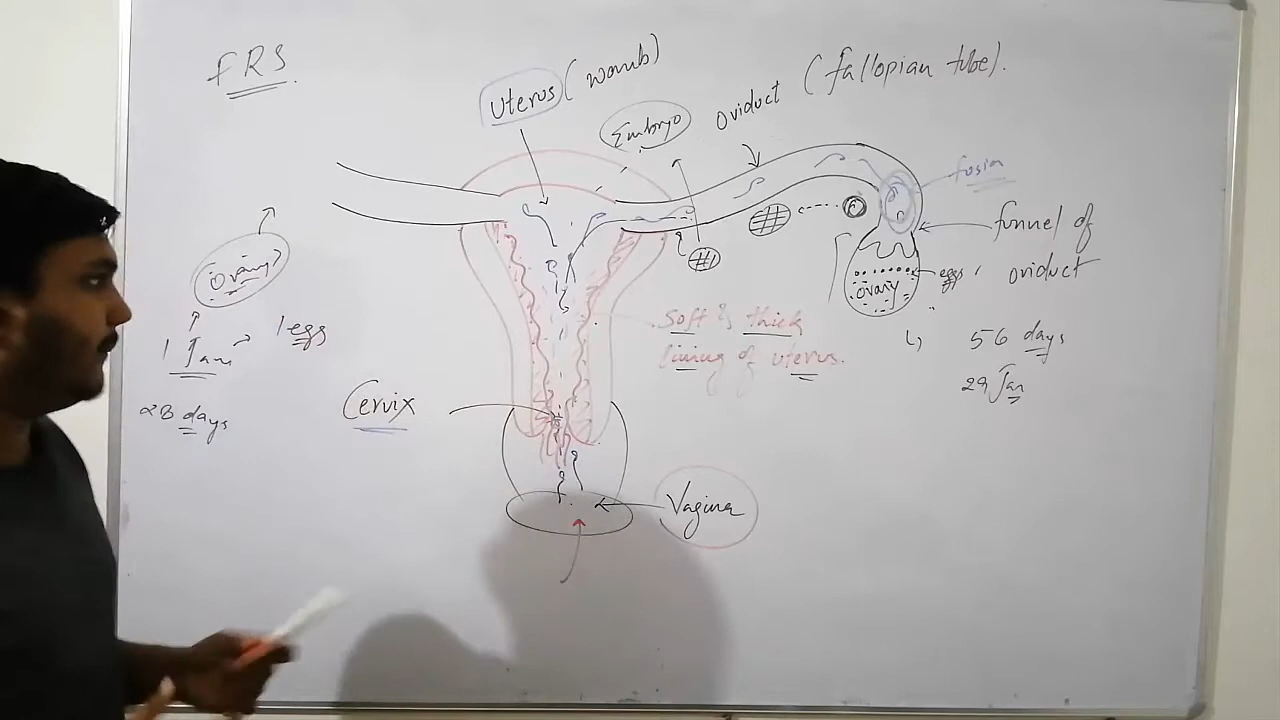 FRS.
Uterus (womb)
Embryo
Oviduct (fallopian tube).
fusion
funnel of
oviduct
eggs
ovary
ovary
1 Jan → 1 egg
28 days
56 days
29 Jan
Soft & thick
lining of uterus.
Cervix
Vagina